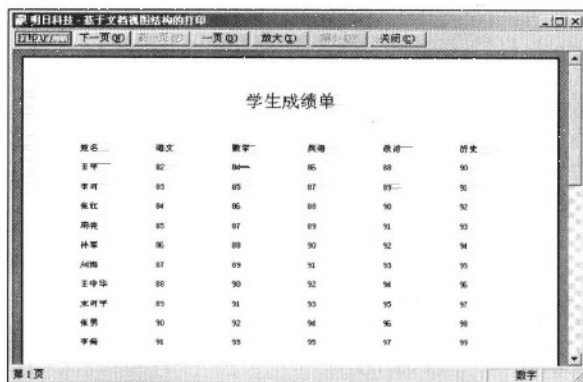 明日科技 - 基于文档视图结构的打印
打印(P)... 下一页(N) 一页(O) 放大(I) 缩小(O) 关闭(C)
学生成绩单
姓名 语文 数学 英语 政治 历史
王平 82 84 86 88 90
李可 83 85 87 89 91
张红 84 86 88 90 92
周亮 85 87 89 91 93
孙军 86 88 90 92 94
刘梅 87 89 91 93 95
王中华 88 90 92 94 96
宋可平 89 91 93 95 97
张男 90 92 94 96 98
李菊 91 93 95 97 99
第1页 数字